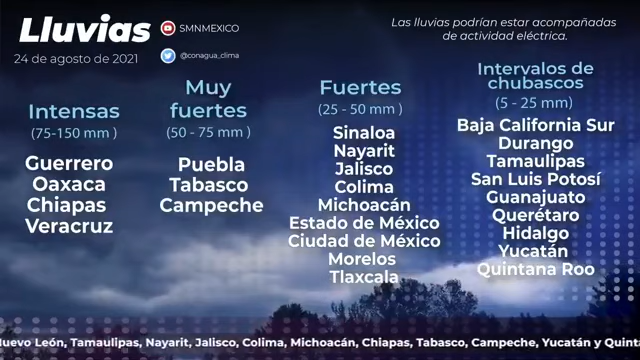 Lluvias
SMNMEXICO
24 de agosto de 2021
@conagua_clima
Las lluvias podrían estar acompañadas
de actividad eléctrica.
Intensas
(75-150 mm )
Guerrero
Oaxaca
Chiapas
Veracruz
Muy
fuertes
(50 - 75 mm )
Puebla
Tabasco
Campeche
Fuertes
(25 - 50 mm )
Sinaloa
Nayarit
Jalisco
Colima
Michoacán
Estado de México
Ciudad de México
Morelos
Tlaxcala
Intervalos de
chubascos
(5 - 25 mm)
Baja California Sur
Durango
Tamaulipas
San Luis Potosí
Guanajuato
Querétaro
Hidalgo
Yucatán
Quintana Roo
Nuevo León, Tamaulipas, Nayarit, Jalisco, Colima, Michoacán, Chiapas, Tabasco, Campeche, Yucatán y Quint